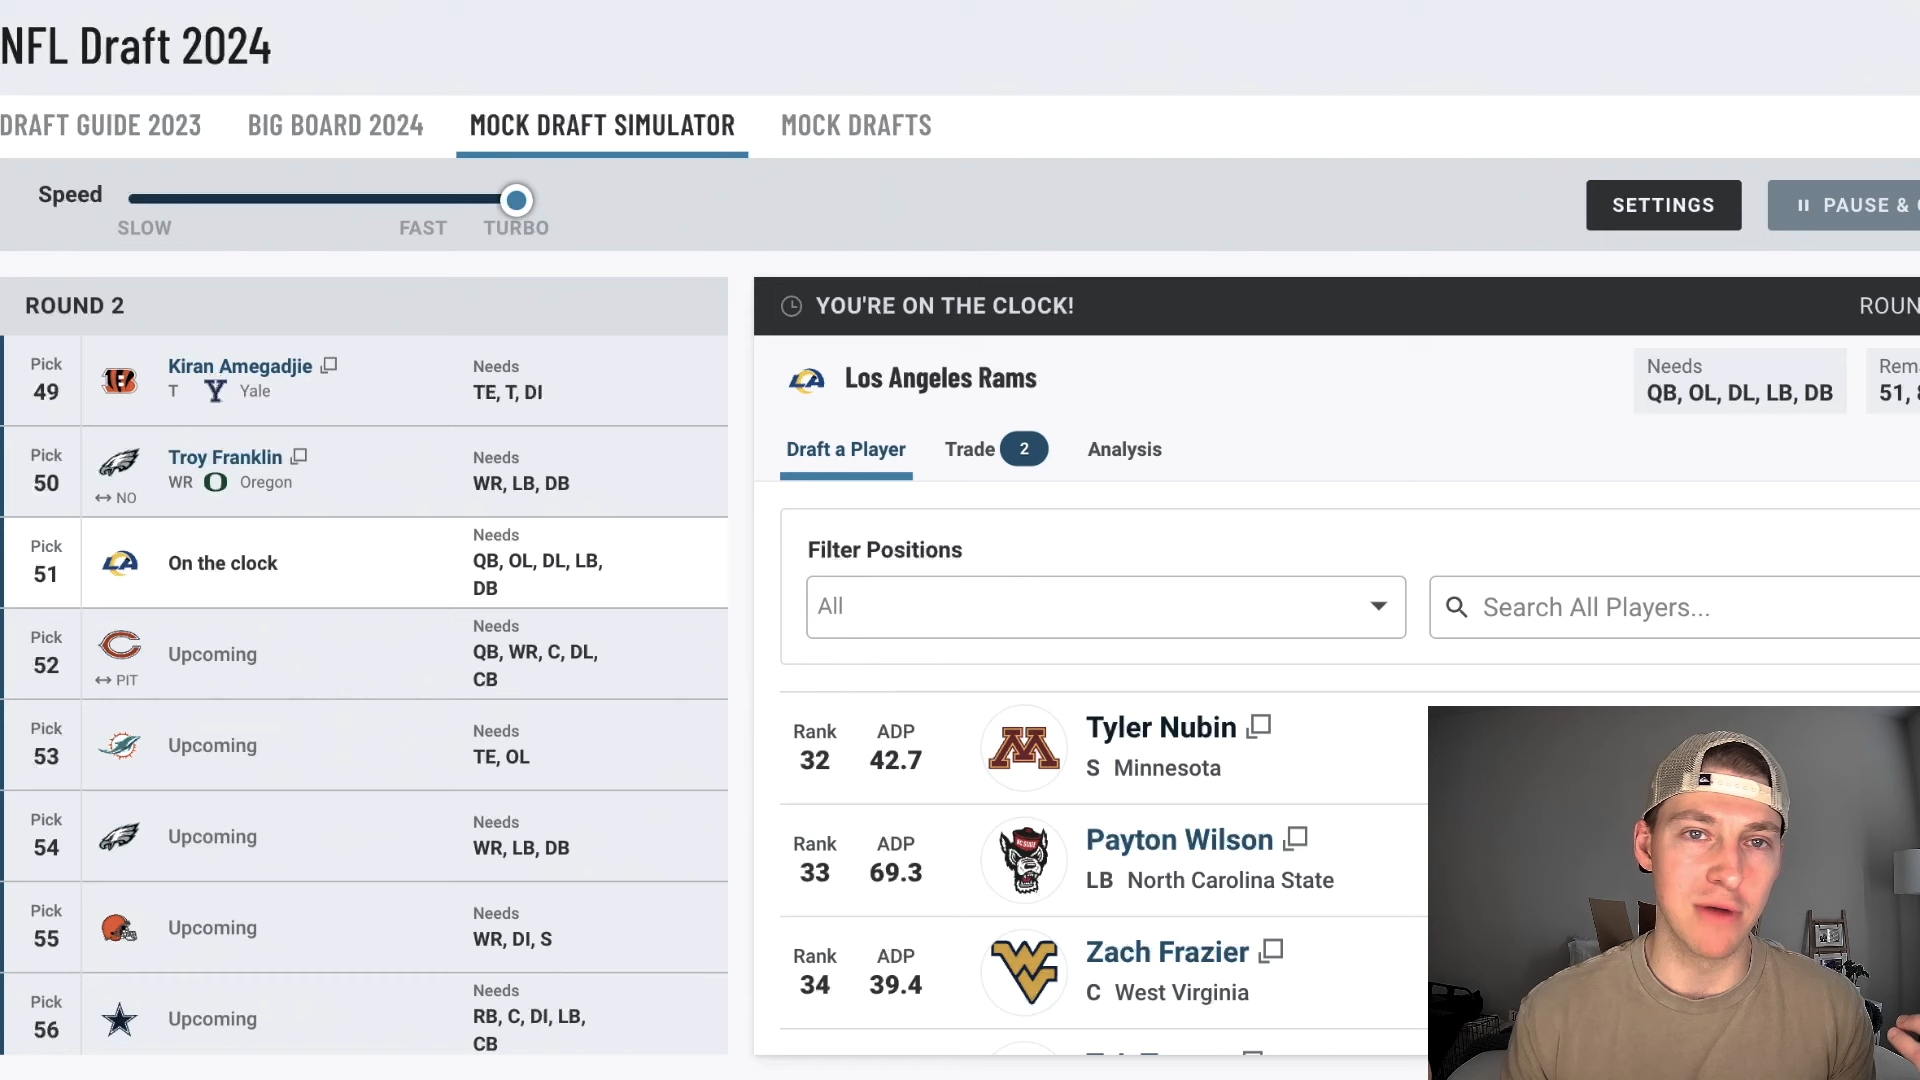 NFL Draft 2024
DRAFT GUIDE 2023 BIG BOARD 2024 MOCK DRAFT SIMULATOR MOCK DRAFTS
Speed
SLOW FAST TURBO
SETTINGS
PAUSE &
ROUND 2
Pick 49
Kiran Amegadjie
T Yale
Needs
TE, T, DI
Pick 50
NO
Troy Franklin
WR Oregon
Needs
WR, LB, DB
Pick 51
On the clock
Needs
QB, OL, DL, LB,
DB
Pick 52
PIT
Upcoming
Needs
QB, WR, C, DL,
CB
Pick 53
Upcoming
Needs
TE, OL
Pick 54
Upcoming
Needs
WR, LB, DB
Pick 55
Upcoming
Needs
WR, DI, S
Pick 56
Upcoming
Needs
RB, C, DI, LB,
CB
YOU'RE ON THE CLOCK!
Los Angeles Rams
Needs
QB, OL, DL, LB, DB
51,
Draft a Player Trade 2 Analysis
Filter Positions
All
Search All Players...
Rank 32
ADP 42.7
Tyler Nubin
S Minnesota
Rank 33
ADP 69.3
Payton Wilson
LB North Carolina State
Rank 34
ADP 39.4
Zach Frazier
C West Virginia